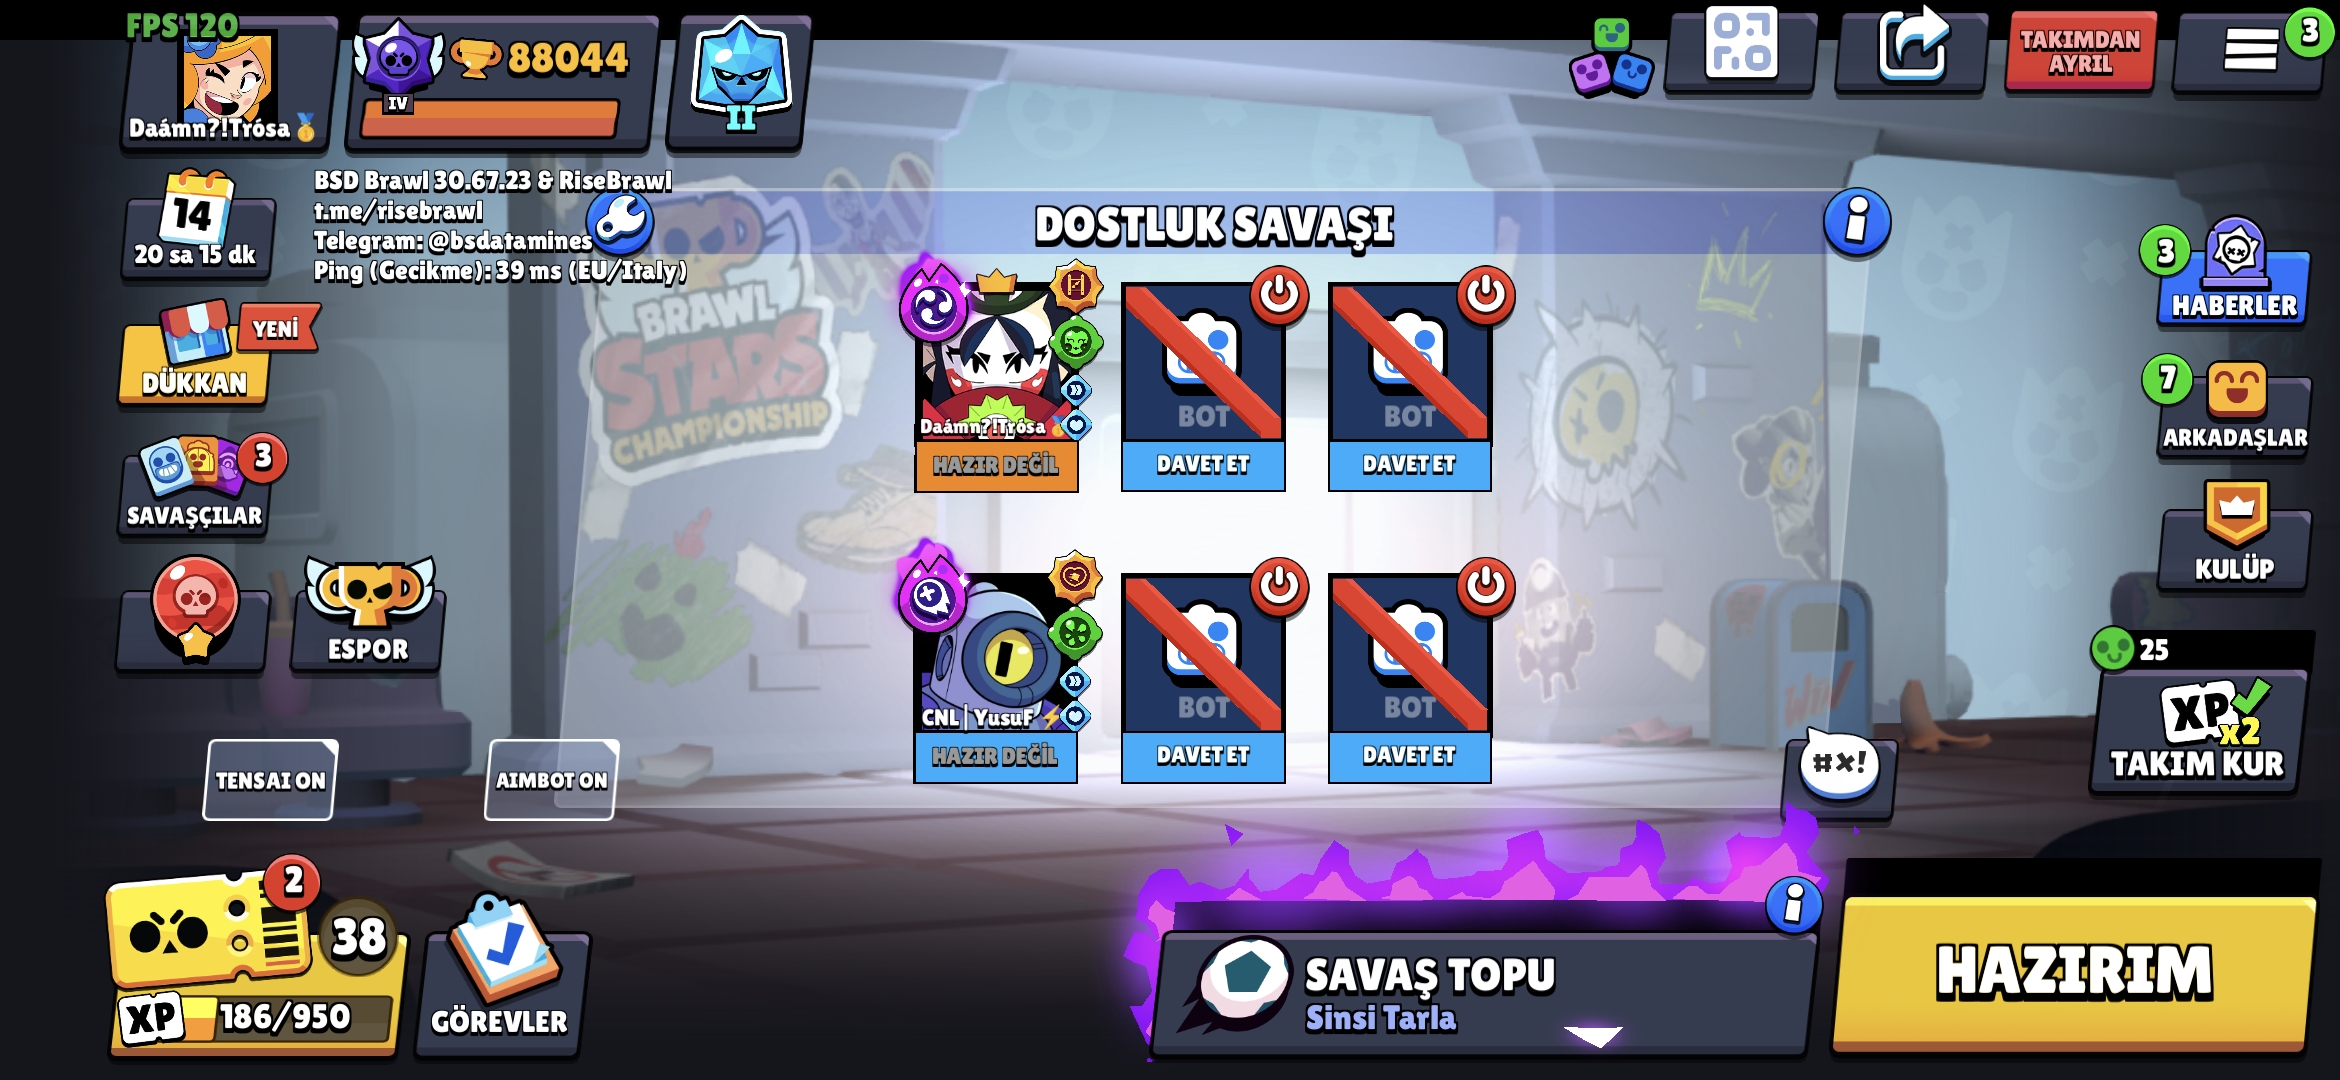 FPS 120
Daámn?!Trósa
IV
88044
II
TAKIMDAN
AYRIL
3
14
20 sa 15 dk
BSD Brawl 30.67.23 & RiseBrawl
t.me/risebrawl
Telegram: @bsdatamines
Ping (Gecikme): 39 ms (EU/Italy)
DOSTLUK SAVAŞI
BRAWL
STARS
CHAMPIONSHIP
YENİ
DÜKKAN
3
SAVAŞÇILAR
ESPOR
Daámn?!Trósa
HAZIR DEĞİL
BOT
DAVET ET
BOT
DAVET ET
CNL | YusuF
HAZIR DEĞİL
BOT
DAVET ET
BOT
DAVET ET
3
HABERLER
7
ARKADAŞLAR
KULÜP
25
XP
x2
TAKIM KUR
WIN
#x!
TENSAI ON
AIMBOT ON
2
38
XP
186/950
GÖREVLER
SAVAŞ TOPU
Sinsi Tarla
HAZIRIM